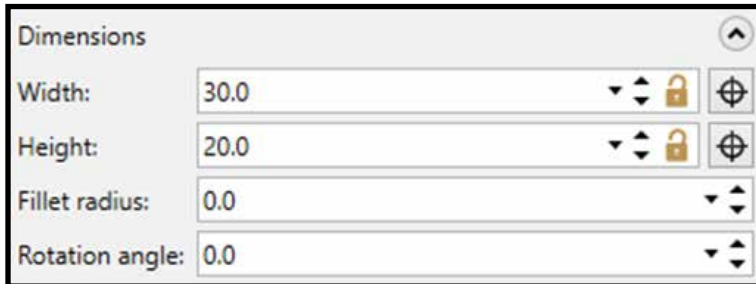 Dimensions
Width: 30.0
Height: 20.0
Fillet radius: 0.0
Rotation angle: 0.0